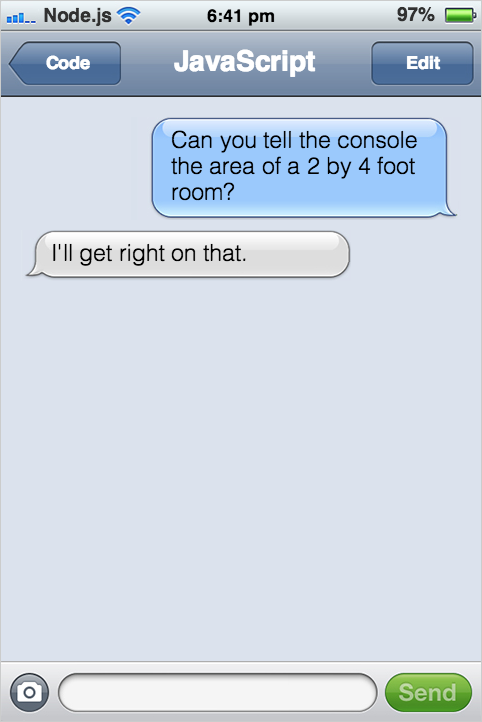 Node.js 6:41 pm 97%
Code JavaScript Edit
Can you tell the console
the area of a 2 by 4 foot
room?
I'll get right on that.
Send